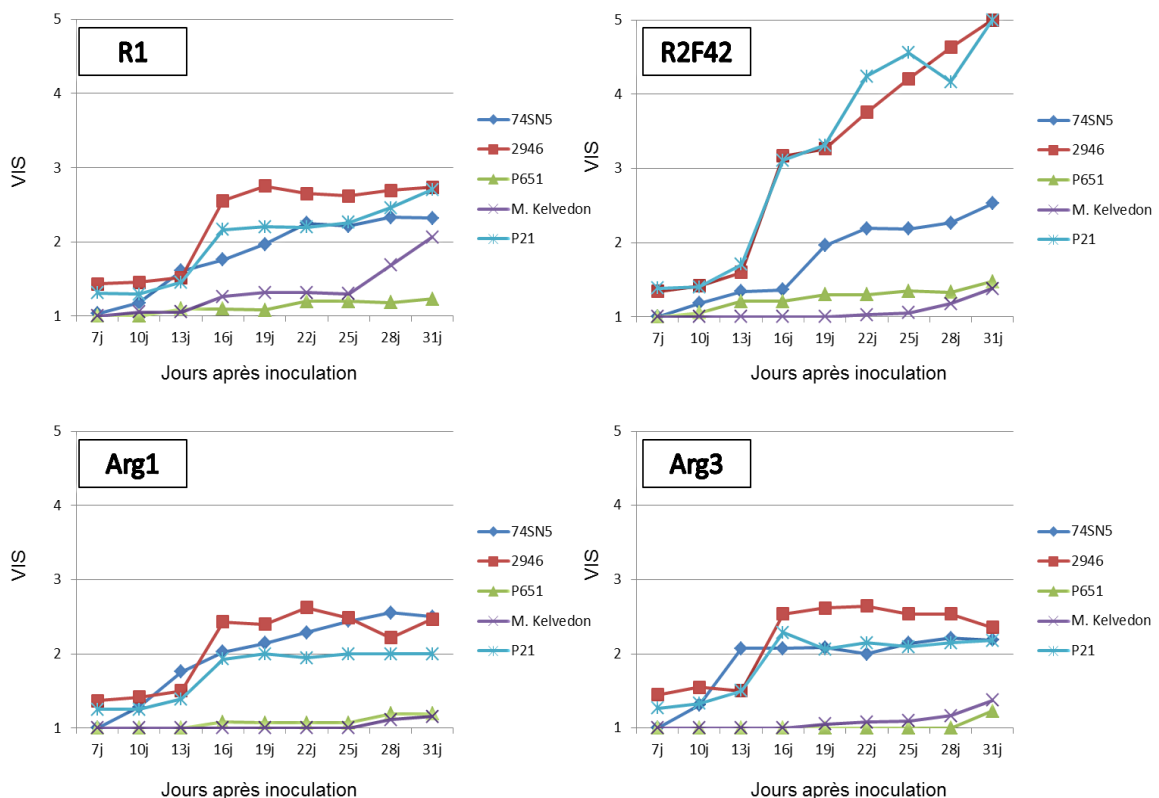 R1
5
4
3
2
1
VIS
7j 10j 13j 16j 19j 22j 25j 28j 31j
Jours après inoculation
74SN5
2946
P651
M. Kelvedon
P21
R2F42
5
4
3
2
1
VIS
7j 10j 13j 16j 19j 22j 25j 28j 31j
Jours après inoculation
74SN5
2946
P651
M. Kelvedon
P21
Arg1
5
4
3
2
1
VIS
7j 10j 13j 16j 19j 22j 25j 28j 31j
Jours après inoculation
74SN5
2946
P651
M. Kelvedon
P21
Arg3
5
4
3
2
1
VIS
7j 10j 13j 16j 19j 22j 25j 28j 31j
Jours après inoculation
74SN5
2946
P651
M. Kelvedon
P21